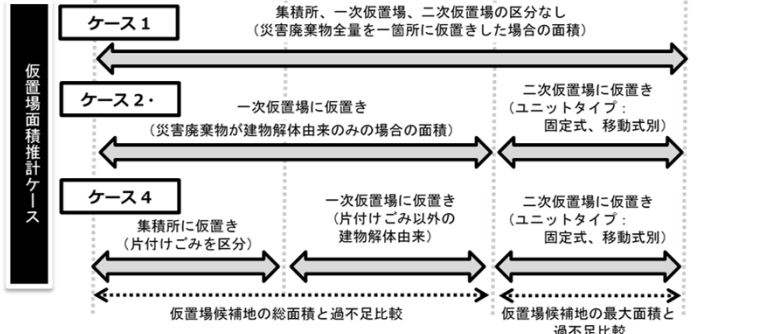 仮置場面積推計ケース
ケース1
集積所、一次仮置場、二次仮置場の区分なし
（災害廃棄物全量を一箇所に仮置きした場合の面積）
ケース2・
一次仮置場に仮置き
（災害廃棄物が建物解体由来のみの場合の面積）
二次仮置場に仮置き
（ユニットタイプ：
固定式、移動式別）
ケース4
集積所に仮置き
（片付けごみを区分）
一次仮置場に仮置き
（片付けごみ以外の
建物解体由来）
二次仮置場に仮置き
（ユニットタイプ：
固定式、移動式別）
仮置場候補地の総面積と過不足比較
仮置場候補地の最大面積と
過不足比較